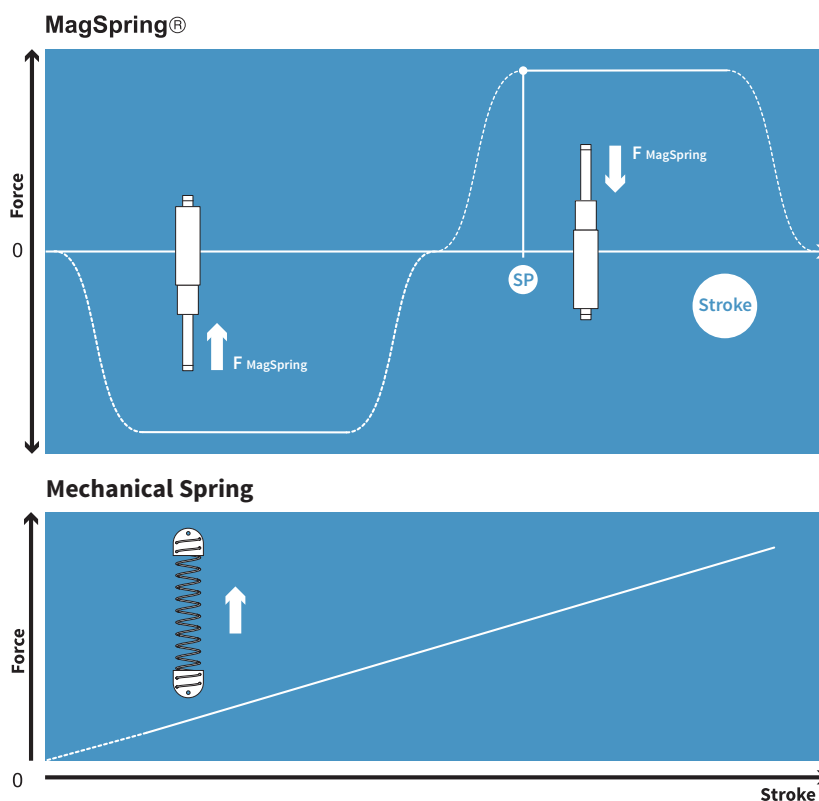 MagSpring®
Force
0
F MagSpring
SP
Stroke
F MagSpring
Mechanical Spring
Force
0
Stroke